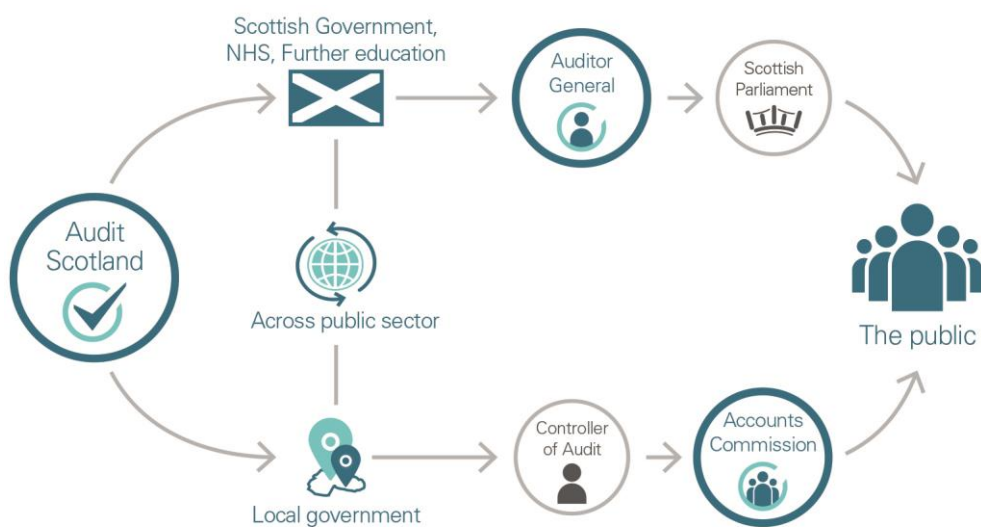 Scottish Government,
NHS, Further education
Auditor
General
Scottish
Parliament
Audit
Scotland
Across public sector
The public
Controller
of Audit
Accounts
Commission
Local government